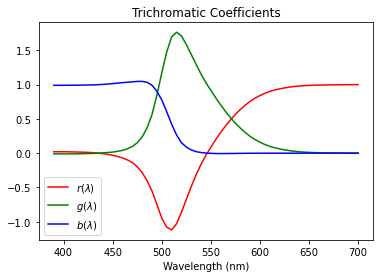 Trichromatic Coefficients
1.5
1.0
0.5
0.0
−0.5
−1.0
r(λ)
g(λ)
b(λ)
400 450 500 550 600 650 700
Wavelength (nm)